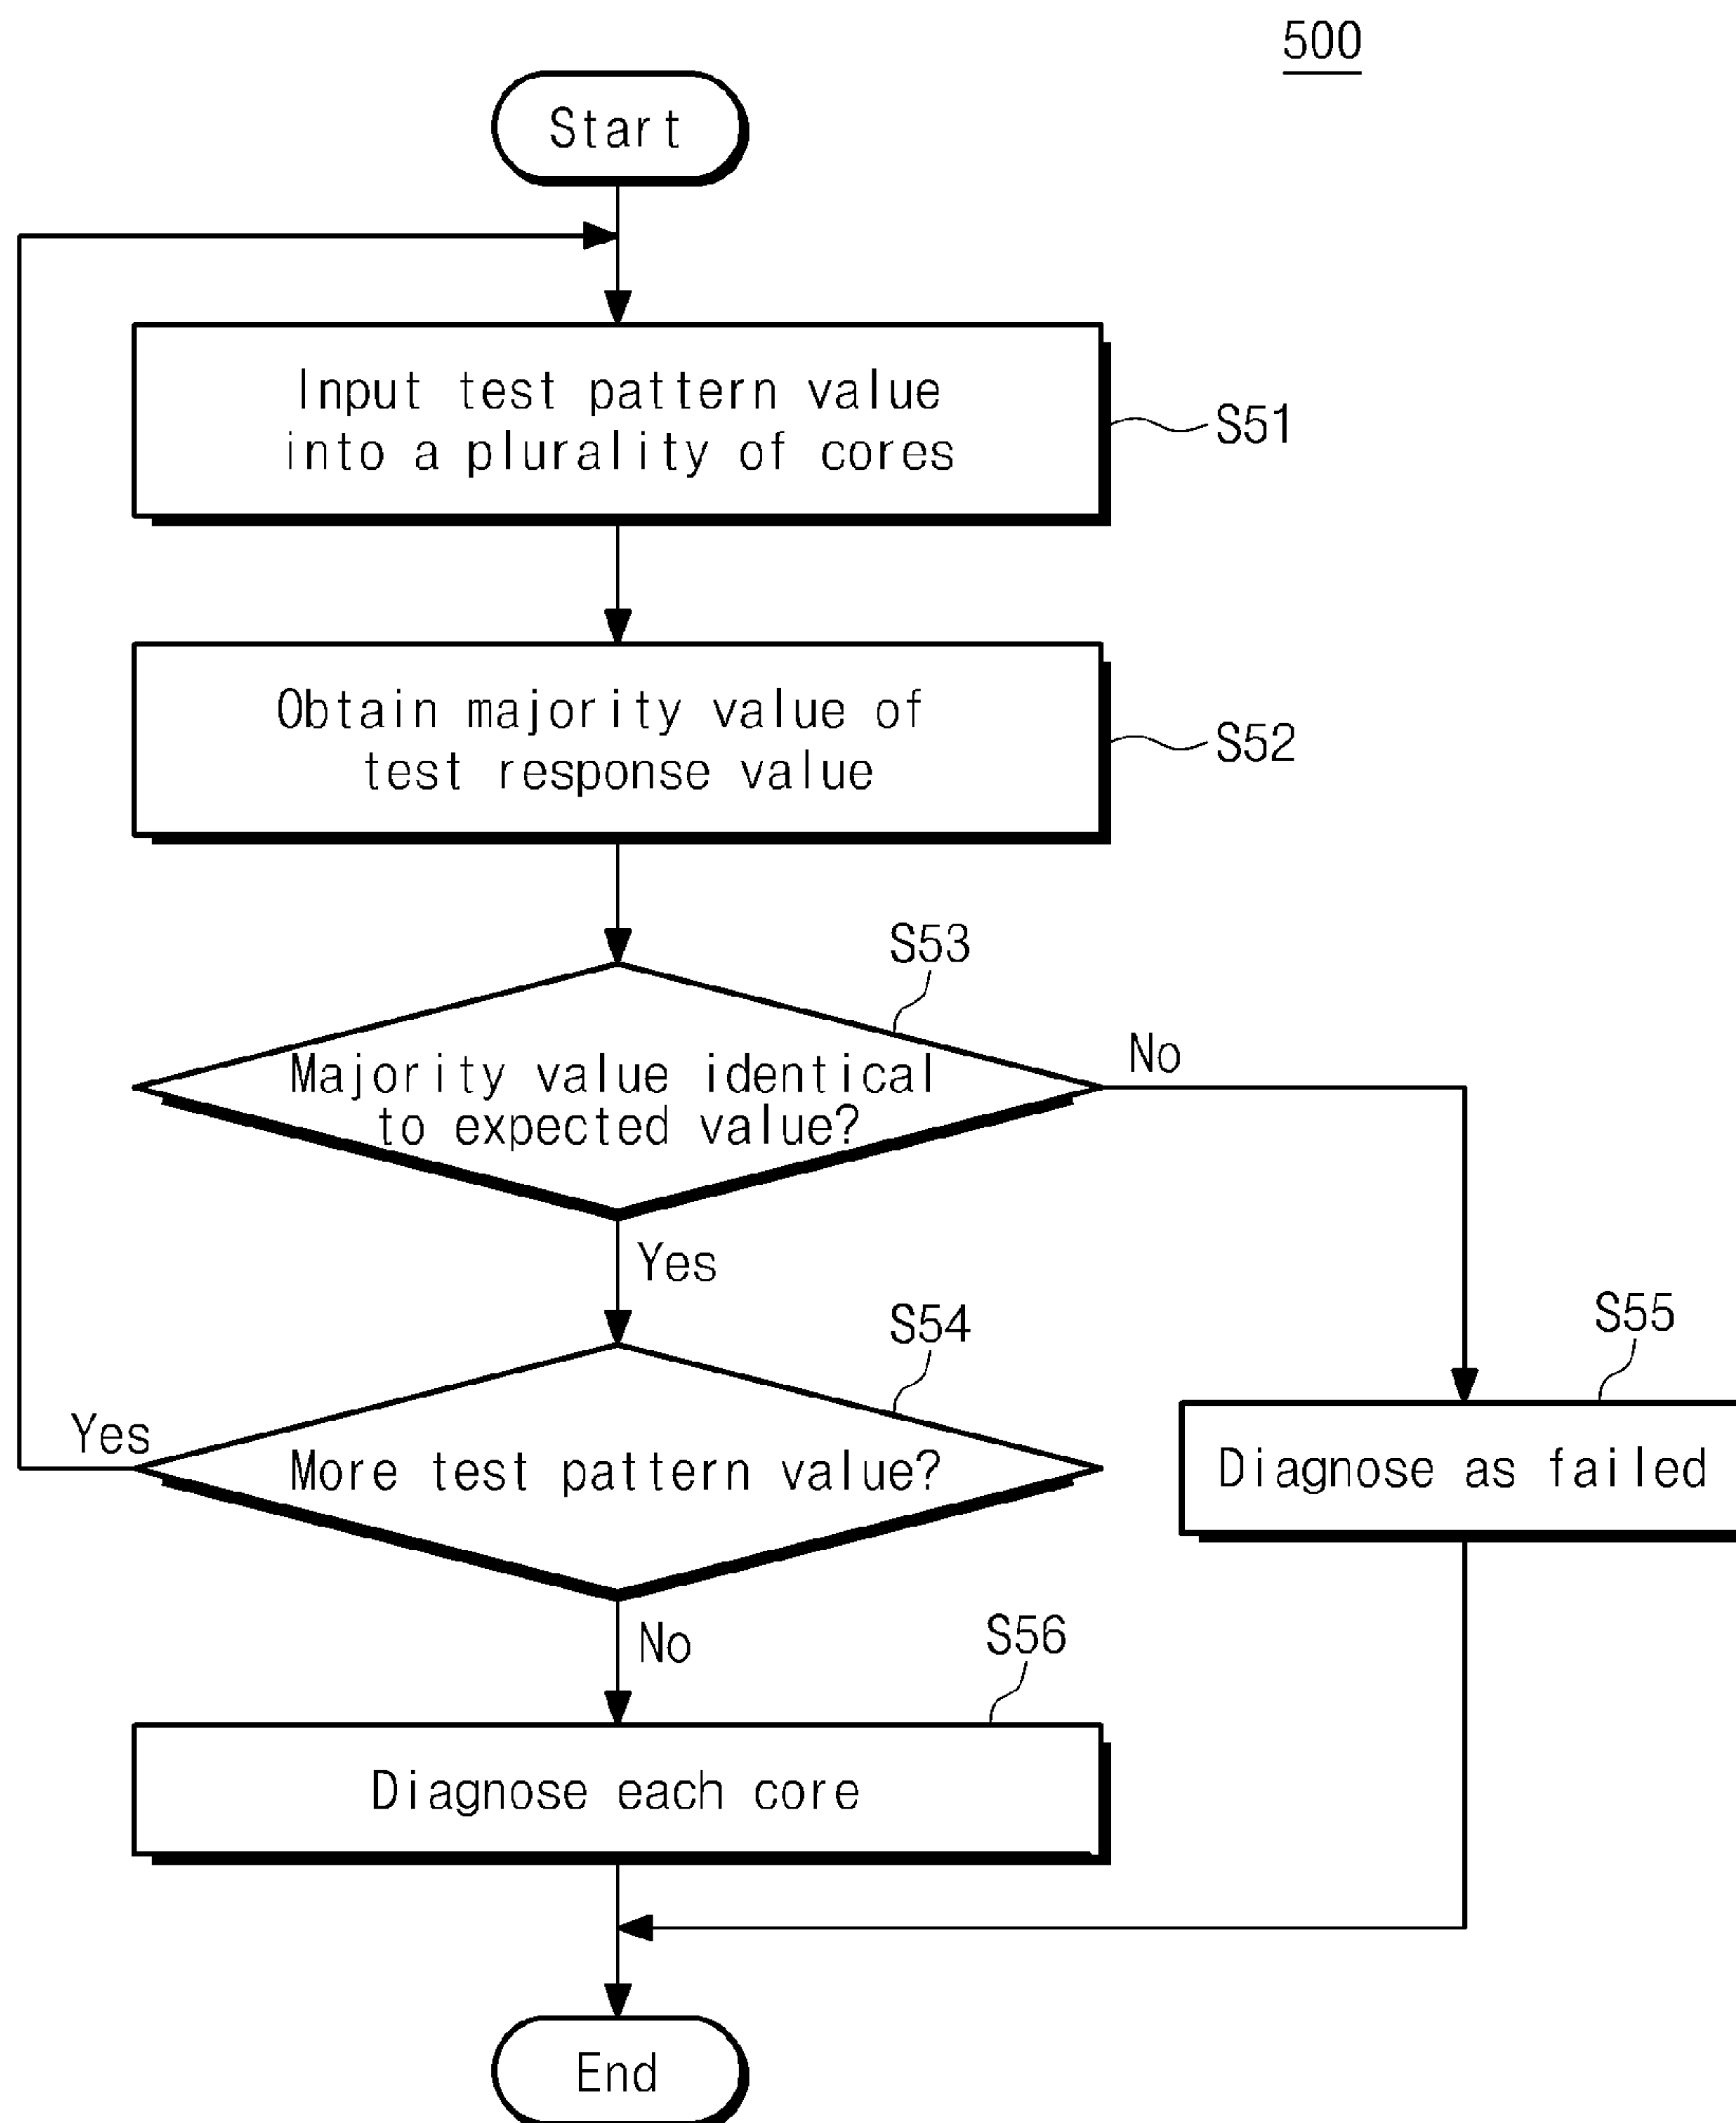 500
Start
Input test pattern value
into a plurality of cores
S51
Obtain majority value of
test response value
S52
S53
Majority value identical
to expected value?
No
Yes
S54
S55
Yes
More test pattern value?
Diagnose as failed
No
S56
Diagnose each core
End